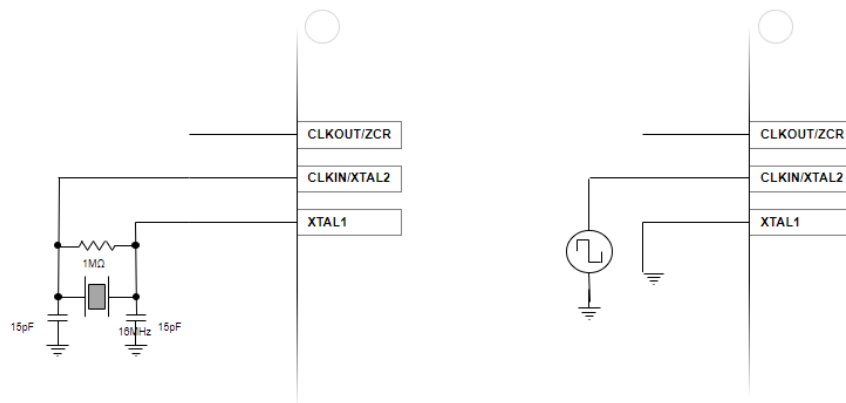 CLKOUT/ZCR
CLKIN/XTAL2
XTAL1
1MΩ
15pF
16MHz
15pF
CLKOUT/ZCR
CLKIN/XTAL2
XTAL1